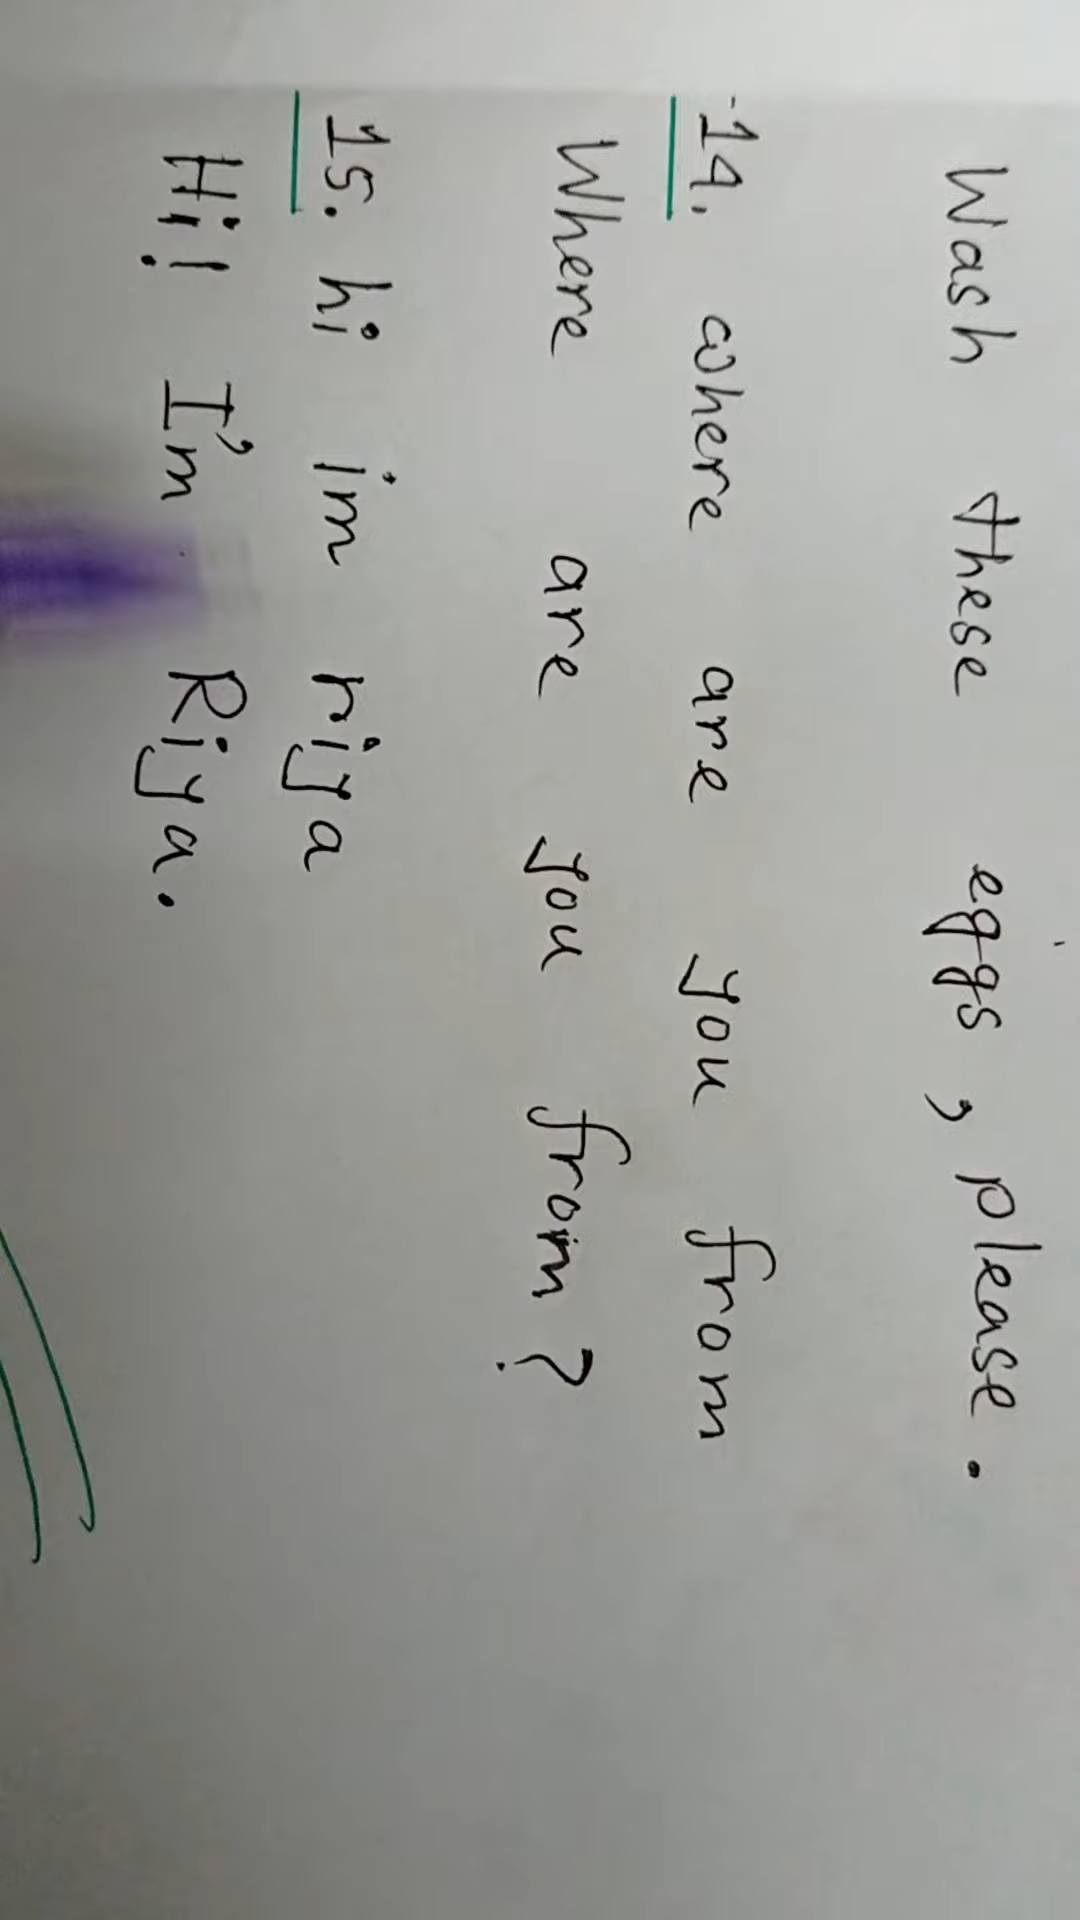 Wash these eggs, please.
14. where are you from
Where are you from?
15. hi im rija
Hi! I'm Rija.